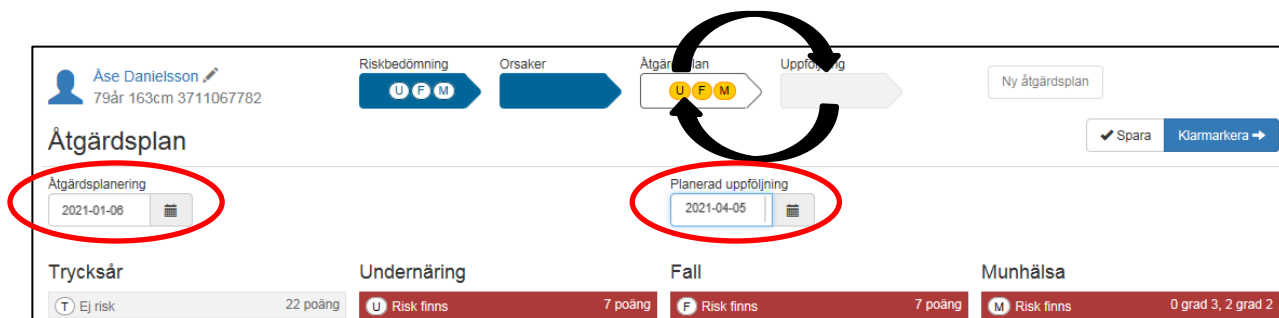 Riskbedömning Orsaker Åtgärdsplan Uppföljning
Åse Danielsson
79år 163cm 3711067782
U F M
U F M
Ny åtgärdsplan
Åtgärdsplan
Spara Klarmarkera
Åtgärdsplanering Planerad uppföljning
2021-01-06 2021-04-05
Trycksår Undernäring Fall Munhälsa
T Ej risk 22 poäng U Risk finns 7 poäng F Risk finns 7 poäng M Risk finns 0 grad 3, 2 grad 2